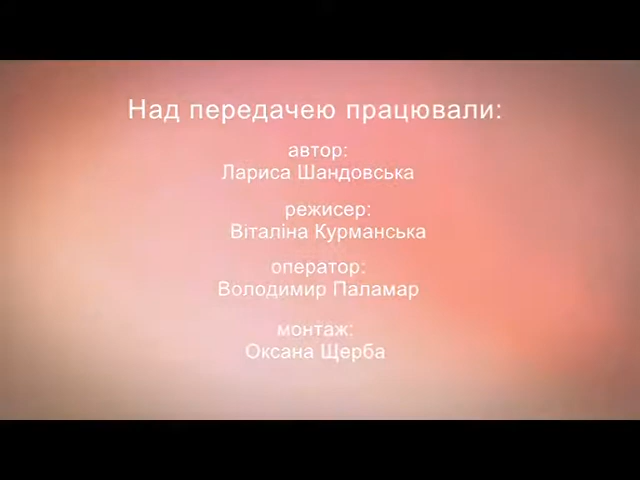 Над передачею працювали:
автор:
Лариса Шандовська
режисер:
Віталіна Курманська
оператор:
Володимир Паламар
монтаж:
Оксана Щерба